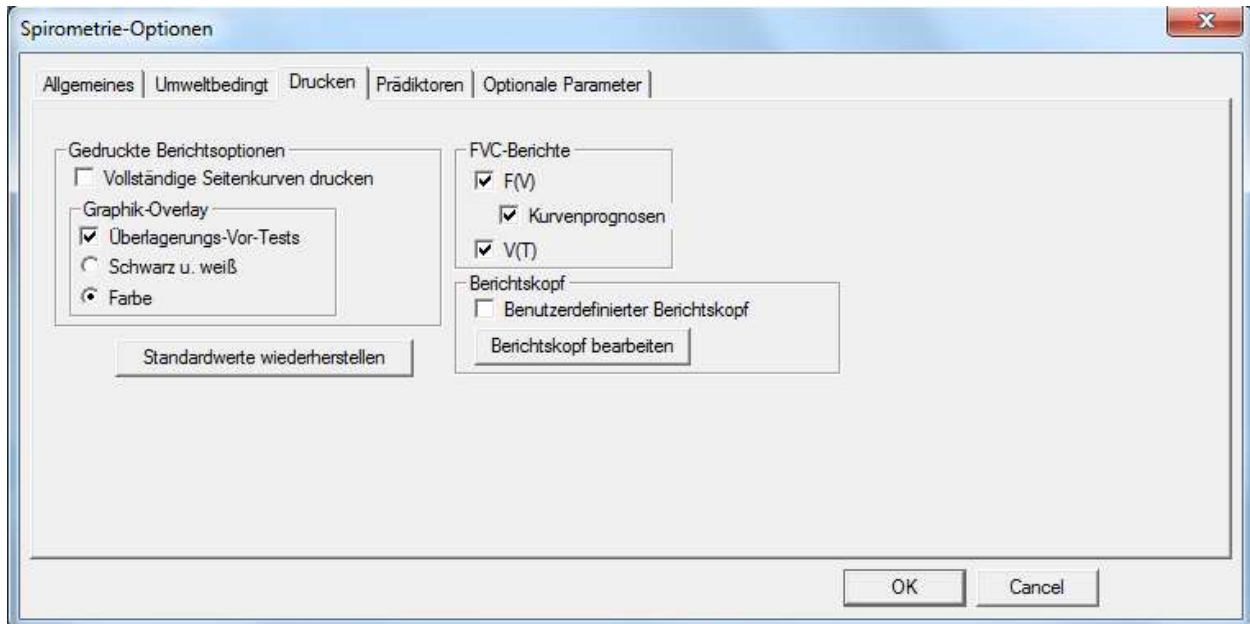 Spirometrie-Optionen
Allgemeines
Umweltbedingt
Drucken
Prädiktoren
Optionale Parameter
Gedruckte Berichtsoptionen
Vollständige Seitenkurven drucken
Graphik-Overlay
Überlagerungs-Vor-Tests
Schwarz u. weiß
Farbe
Standardwerte wiederherstellen
FVC-Berichte
F(V)
Kurvenprognosen
V(T)
Berichtskopf
Benutzerdefinierter Berichtskopf
Berichtskopf bearbeiten
OK
Cancel